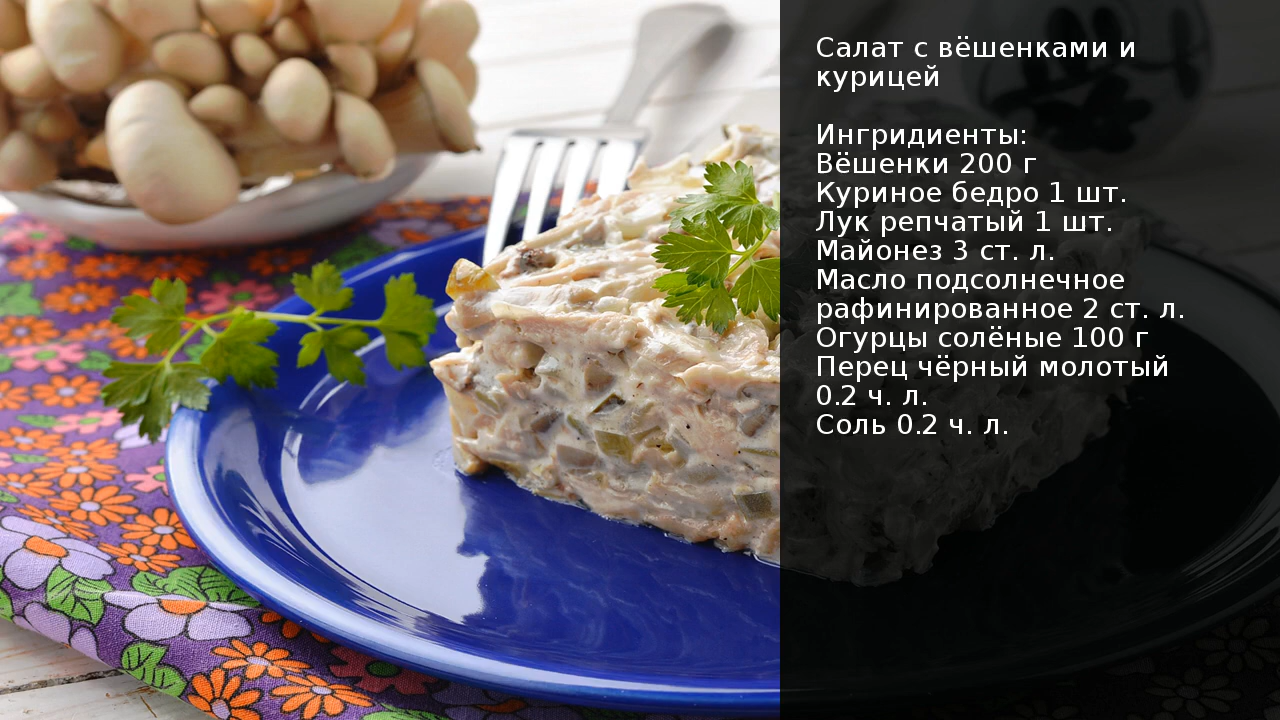 Салат с вёшенками и
курицей
Ингридиенты:
Вёшенки 200 г
Куриное бедро 1 шт.
Лук репчатый 1 шт.
Майонез 3 ст. л.
Масло подсолнечное
рафинированное 2 ст. л.
Огурцы солёные 100 г
Перец чёрный молотый
0.2 ч. л.
Соль 0.2 ч. л.